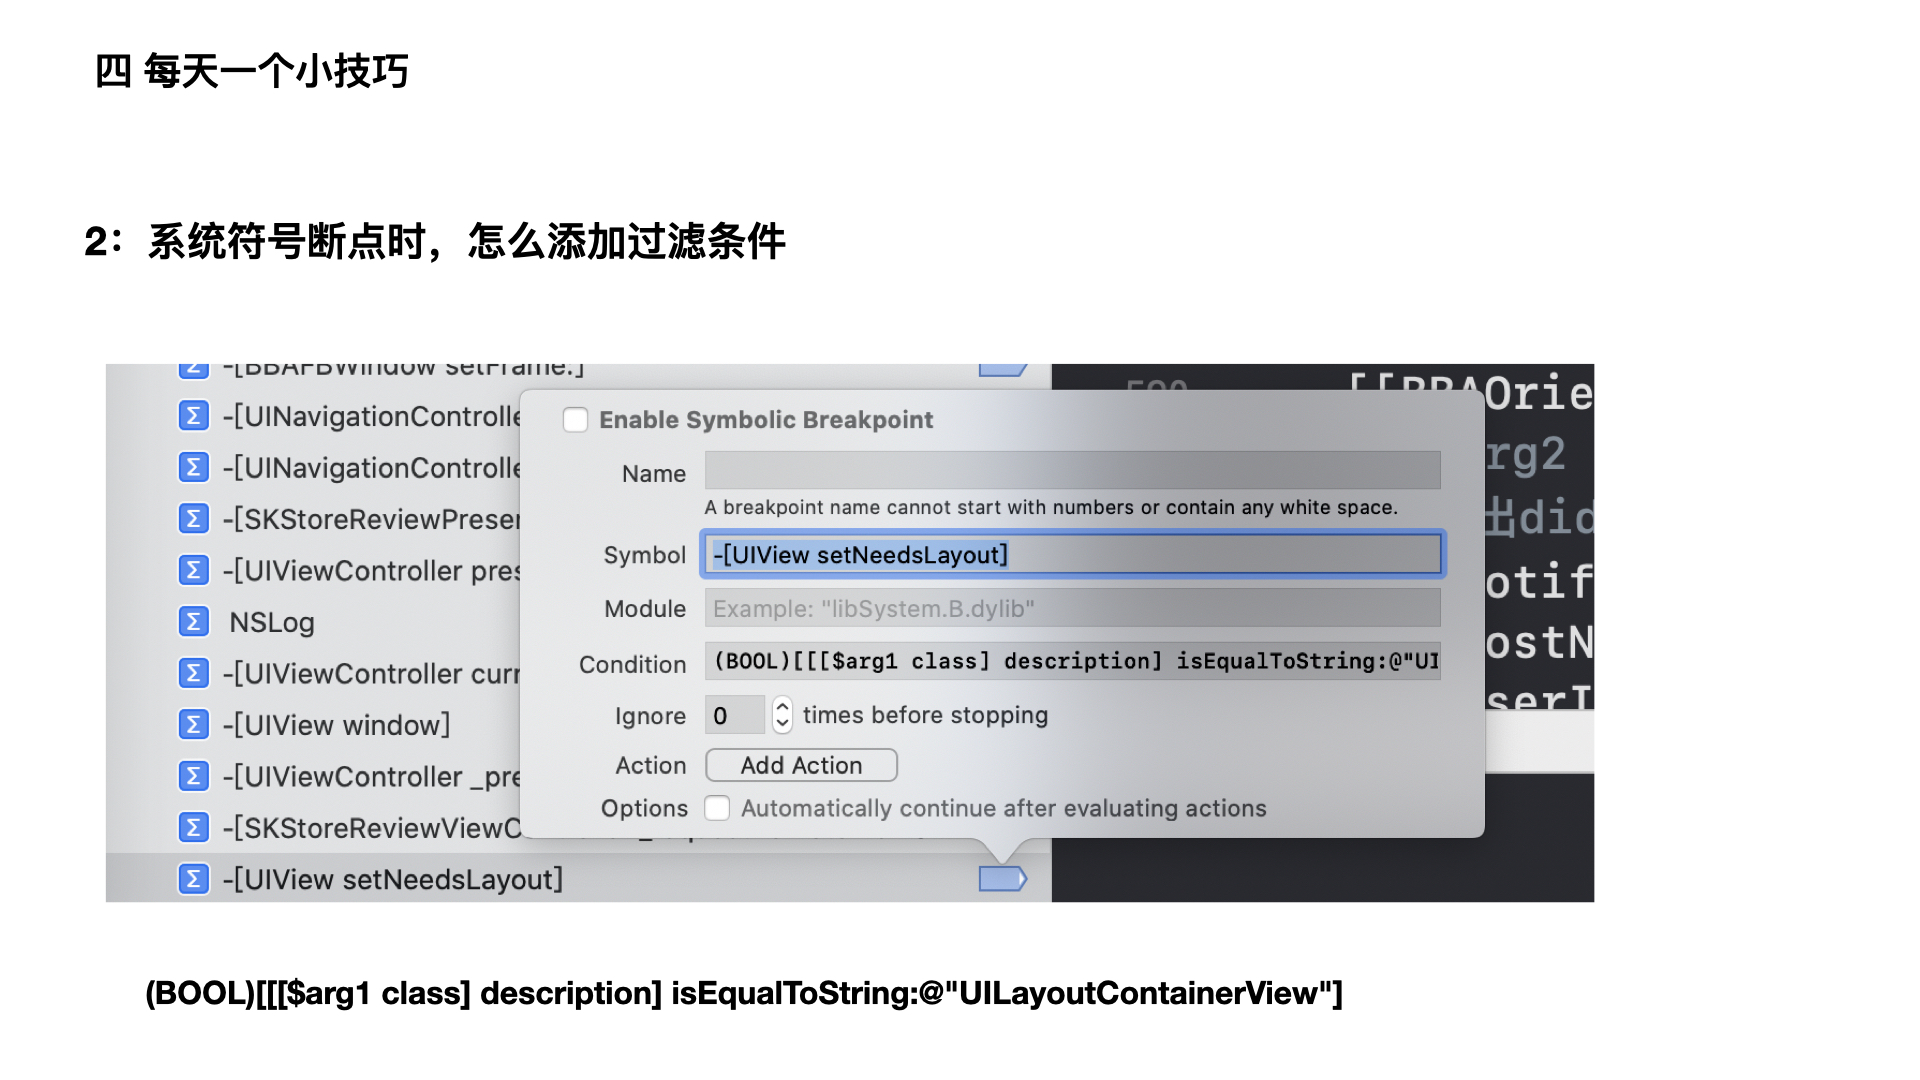 四 每天一个小技巧
2：系统符号断点时，怎么添加过滤条件
-[BBAFBWindow setFrame:]
-[UINavigationControlle
-[UINavigationControlle
-[SKStoreReviewPreser
-[UIViewController pres
NSLog
-[UIViewController curr
-[UIView window]
-[UIViewController _pre
-[SKStoreReviewViewC
-[UIView setNeedsLayout]
Enable Symbolic Breakpoint
Name
A breakpoint name cannot start with numbers or contain any white space.
Symbol -[UIView setNeedsLayout]
Module Example: "libSystem.B.dylib"
Condition (BOOL)[[[$arg1 class] description] isEqualToString:@"UI
Ignore 0 times before stopping
Action Add Action
Options Automatically continue after evaluating actions
[[BBAOrie
rg2
出did
otif
ostN
serI
(BOOL)[[[$arg1 class] description] isEqualToString:@"UILayoutContainerView"]